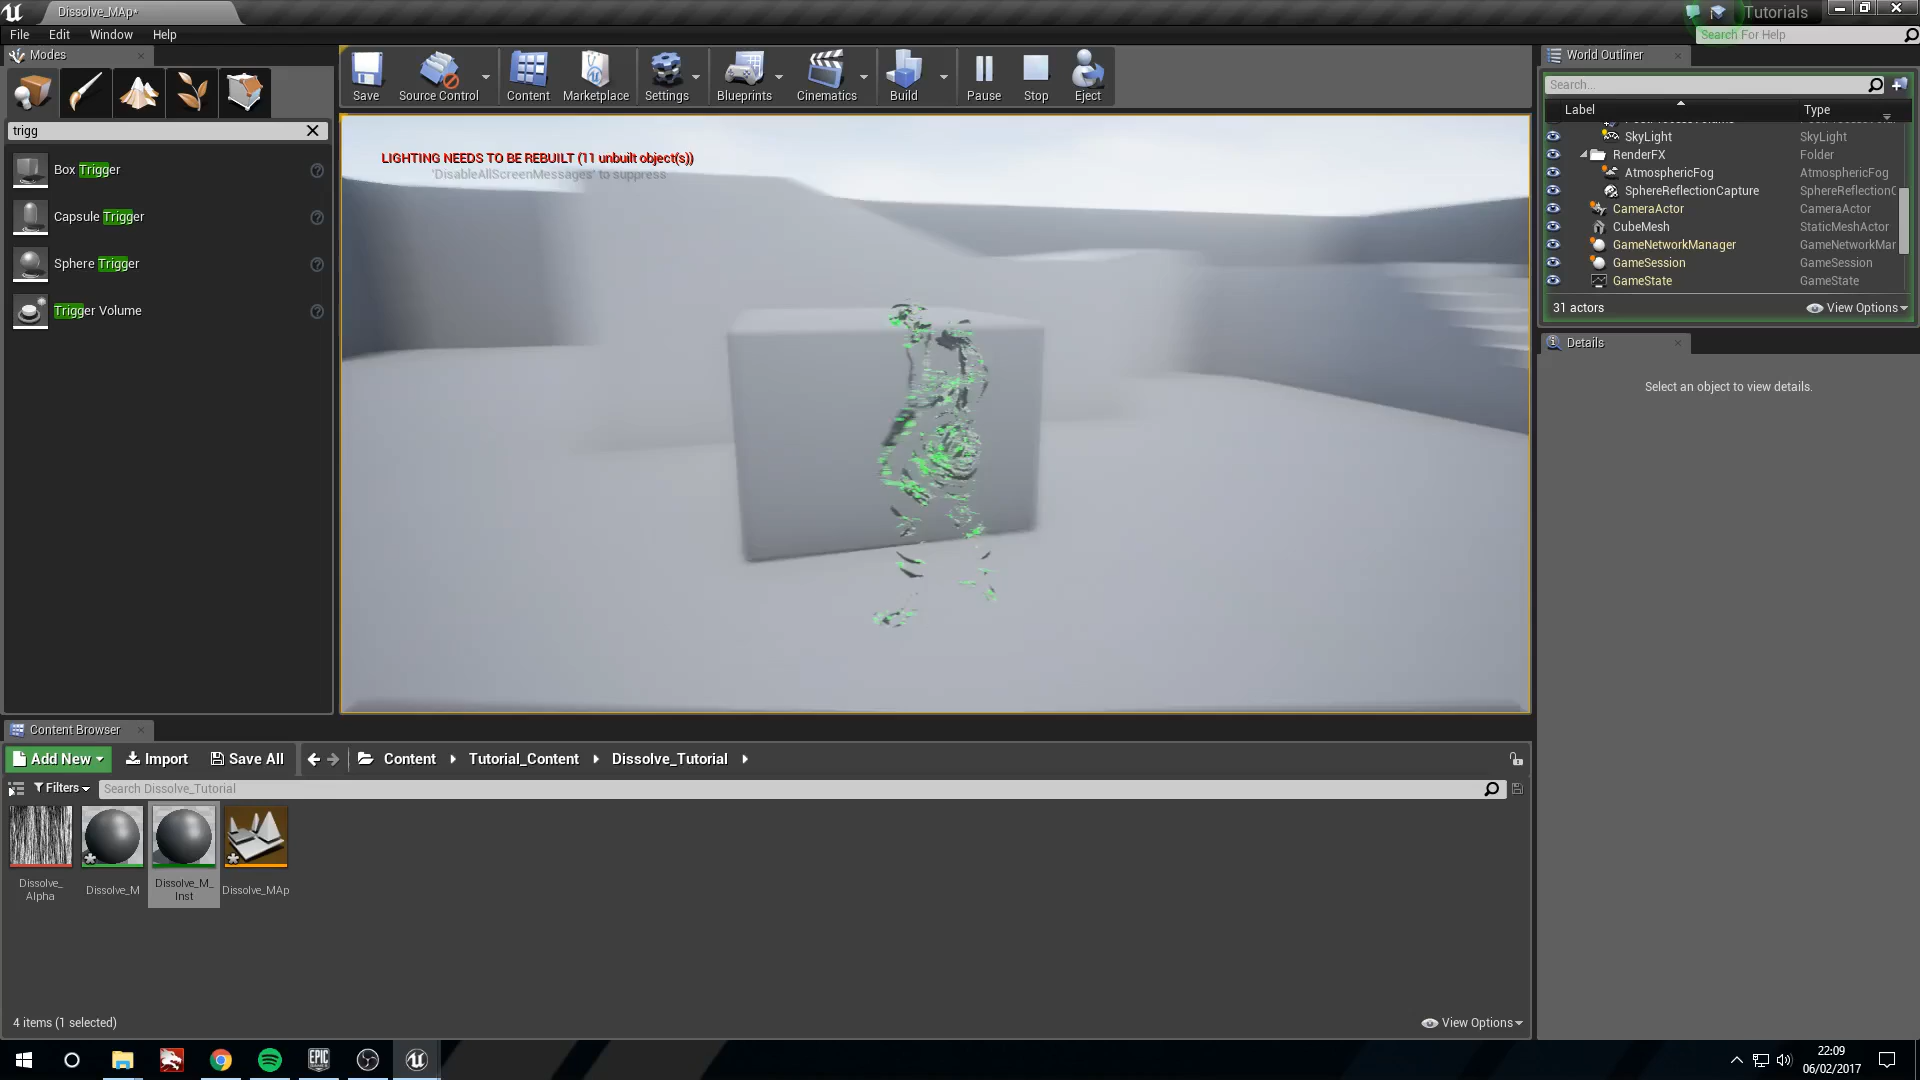 Dissolve_MAp*
Tutorials
File Edit Window Help
Search For Help
Modes
trigg
Box Trigger
Capsule Trigger
Sphere Trigger
Trigger Volume
Save Source Control Content Marketplace Settings Blueprints Cinematics Build Pause Stop Eject
LIGHTING NEEDS TO BE REBUILT (11 unbuilt object(s))
'DisableAllScreenMessages' to suppress
World Outliner
Search...
Label Type
SkyLight SkyLight
RenderFX Folder
AtmosphericFog AtmosphericFog
SphereReflectionCapture SphereReflectionC
CameraActor CameraActor
CubeMesh StaticMeshActor
GameNetworkManager GameNetworkMar
GameSession GameSession
GameState GameState
31 actors View Options
Details
Select an object to view details.
Content Browser
Add New Import Save All Content Tutorial_Content Dissolve_Tutorial
Filters Search Dissolve_Tutorial
Dissolve_
Alpha
Dissolve_M
Dissolve_M_
Inst
Dissolve_MAp
4 items (1 selected) View Options
EPIC
22:09
06/02/2017